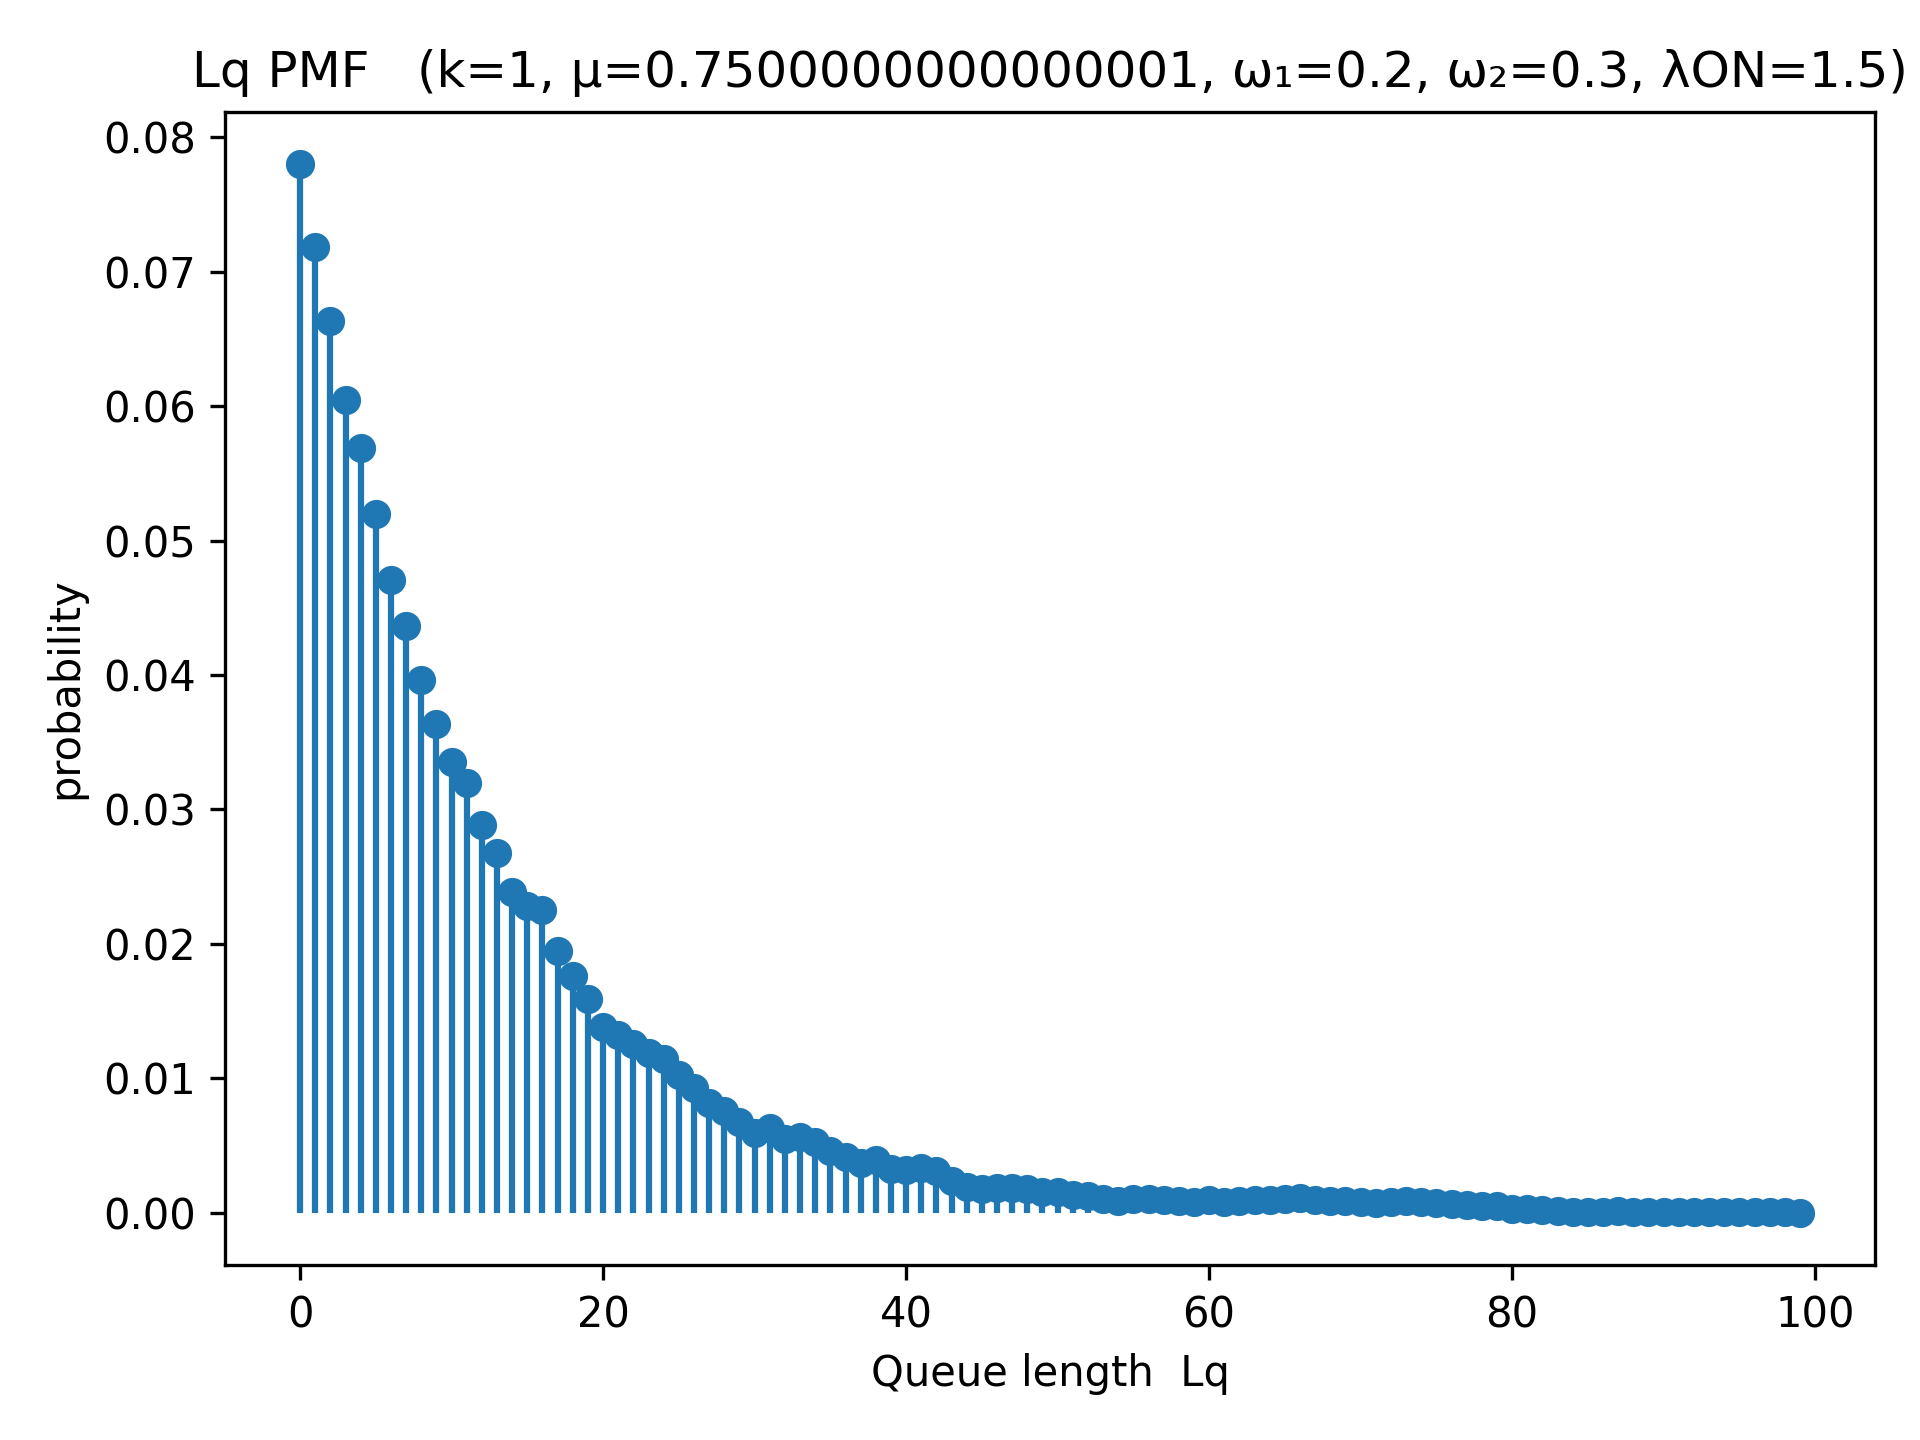 Lq PMF   (k=1, μ=0.7500000000000001, ω₁=0.2, ω₂=0.3, λON=1.5)
0.08
0.07
0.06
0.05
0.04
0.03
0.02
0.01
0.00
probability
0 20 40 60 80 100
Queue length  Lq